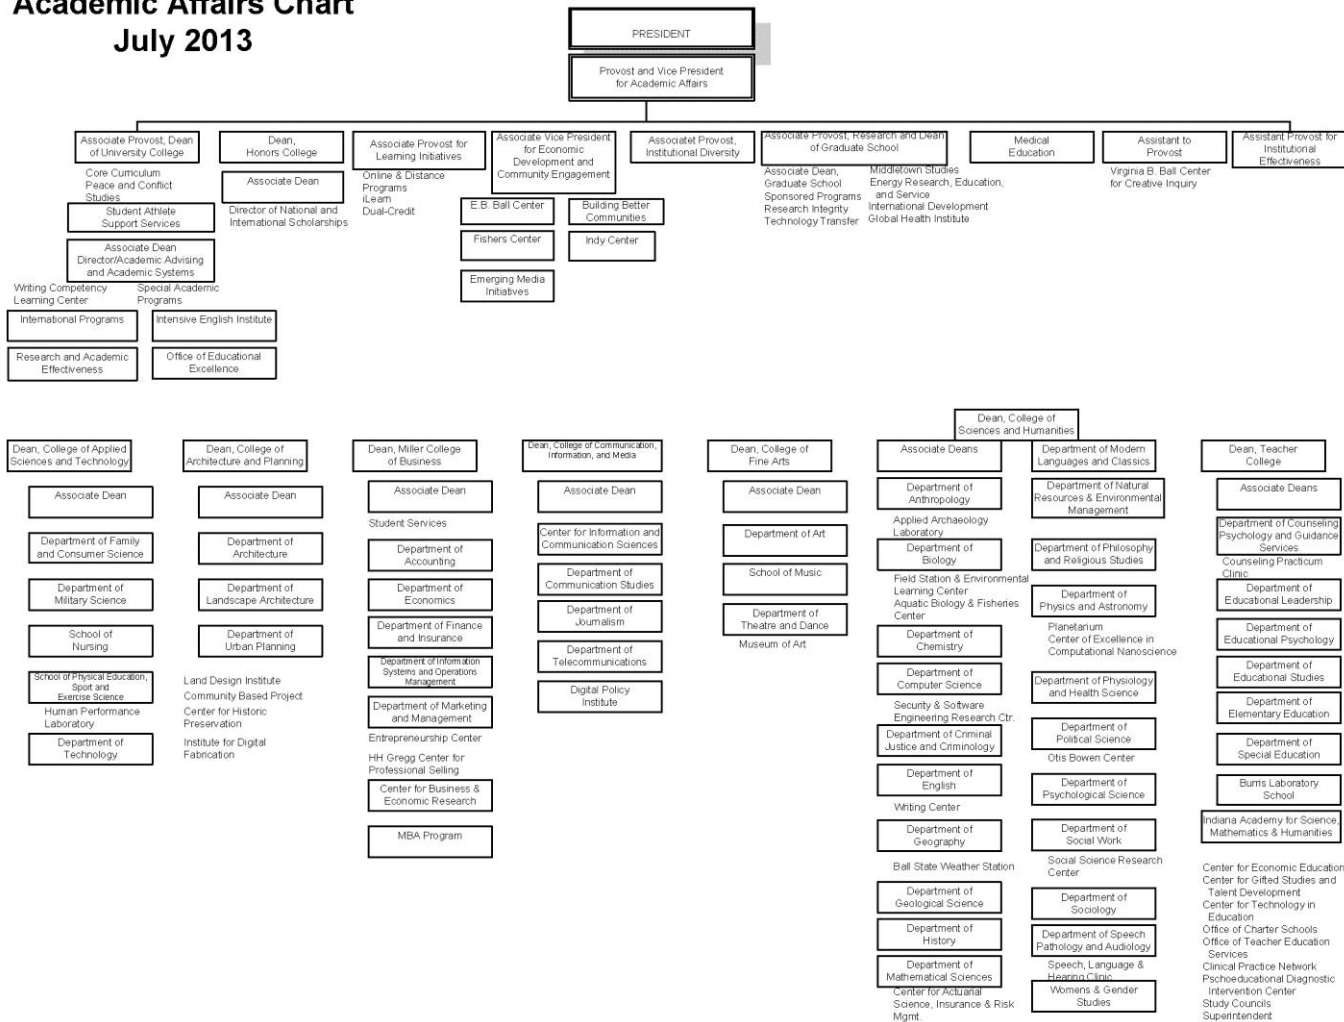 Academic Affairs Chart
July 2013
PRESIDENT
Provost and Vice President
for Academic Affairs
Associate Provost, Dean
of University College
Core Curriculum
Peace and Conflict
Studies
Student Athlete
Support Services
Associate Dean
Director/Academic Advising
and Academic Systems
Writing Competency
Learning Center
Special Academic
Programs
International Programs
Intensive English Institute
Research and Academic
Effectiveness
Office of Educational
Excellence
Dean,
Honors College
Associate Dean
Director of National and
International Scholarships
Associate Provost for
Learning Initiatives
Online & Distance
Programs
iLearn
Dual-Credit
Associate Vice President
for Economic
Development and
Community Engagement
E.B. Ball Center
Building Better
Communities
Fishers Center
Indy Center
Emerging Media
Initiatives
Associatet Provost,
Institutional Diversity
Associate Provost, Research and Dean
of Graduate School
Associate Dean,
Graduate School
Sponsored Programs
Research Integrity
Technology Transfer
Middletown Studies
Energy Research, Education,
and Service
International Development
Global Health Institute
Medical
Education
Assistant to
Provost
Virginia B. Ball Center
for Creative Inquiry
Assistant Provost for
Institutional
Effectiveness
Dean, College of Applied
Sciences and Technology
Associate Dean
Department of Family
and Consumer Science
Department of
Military Science
School of
Nursing
School of Physical Education,
Sport and
Exercise Science
Human Performance
Laboratory
Department of
Technology
Dean, College of
Architecture and Planning
Associate Dean
Department of
Architecture
Department of
Landscape Architecture
Department of
Urban Planning
Land Design Institute
Community Based Project
Center for Historic
Preservation
Institute for Digital
Fabrication
Dean, Miller College
of Business
Associate Dean
Student Services
Department of
Accounting
Department of
Economics
Department of Finance
and Insurance
Department of Information
Systems and Operations
Management
Department of Marketing
and Management
Entrepreneurship Center
HH Gregg Center for
Professional Selling
Center for Business &
Economic Research
MBA Program
Dean, College of Communication,
Information, and Media
Associate Dean
Center for Information and
Communication Sciences
Department of
Communication Studies
Department of
Journalism
Department of
Telecommunications
Digital Policy
Institute
Dean, College of
Fine Arts
Associate Dean
Department of Art
School of Music
Department of
Theatre and Dance
Museum of Art
Dean, College of
Sciences and Humanities
Associate Deans
Department of
Anthropology
Applied Archaeology
Laboratory
Department of
Biology
Field Station & Environmental
Learning Center
Aquatic Biology & Fisheries
Center
Department of
Chemistry
Department of
Computer Science
Security & Software
Engineering Research Ctr.
Department of Criminal
Justice and Criminology
Department of
English
Writing Center
Department of
Geography
Ball State Weather Station
Department of
Geological Science
Department of
History
Department of
Mathematical Sciences
Center for Actuarial
Science, Insurance & Risk
Mgmt.
Department of Modern
Languages and Classics
Department of Natural
Resources & Environmental
Management
Department of Philosophy
and Religious Studies
Department of
Physics and Astronomy
Planetarium
Center of Excellence in
Computational Nanoscience
Department of Physiology
and Health Science
Department of
Political Science
Otis Bowen Center
Department of
Psychological Science
Department of
Social Work
Social Science Research
Center
Department of
Sociology
Department of Speech
Pathology and Audiology
Speech, Language &
Hearing Clinic
Womens & Gender
Studies
Dean, Teacher
College
Associate Deans
Department of Counseling
Psychology and Guidance
Services
Counseling Practicum
Clinic
Department of
Educational Leadership
Department of
Educational Psychology
Department of
Educational Studies
Department of
Elementary Education
Department of
Special Education
Burris Laboratory
School
Indiana Academy for Science,
Mathematics & Humanities
Center for Economic Education
Center for Gifted Studies and
Talent Development
Center for Technology in
Education
Office of Charter Schools
Office of Teacher Education
Services
Clinical Practice Network
Pschoeducational Diagnostic
Intervention Center
Study Councils
Superintendent